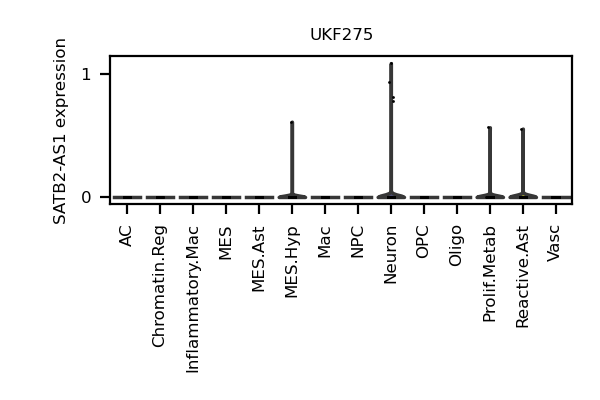 UKF275
SATB2-AS1 expression
1
0
AC
Chromatin.Reg
Inflammatory.Mac
MES
MES.Ast
MES.Hyp
Mac
NPC
Neuron
OPC
Oligo
Prolif.Metab
Reactive.Ast
Vasc